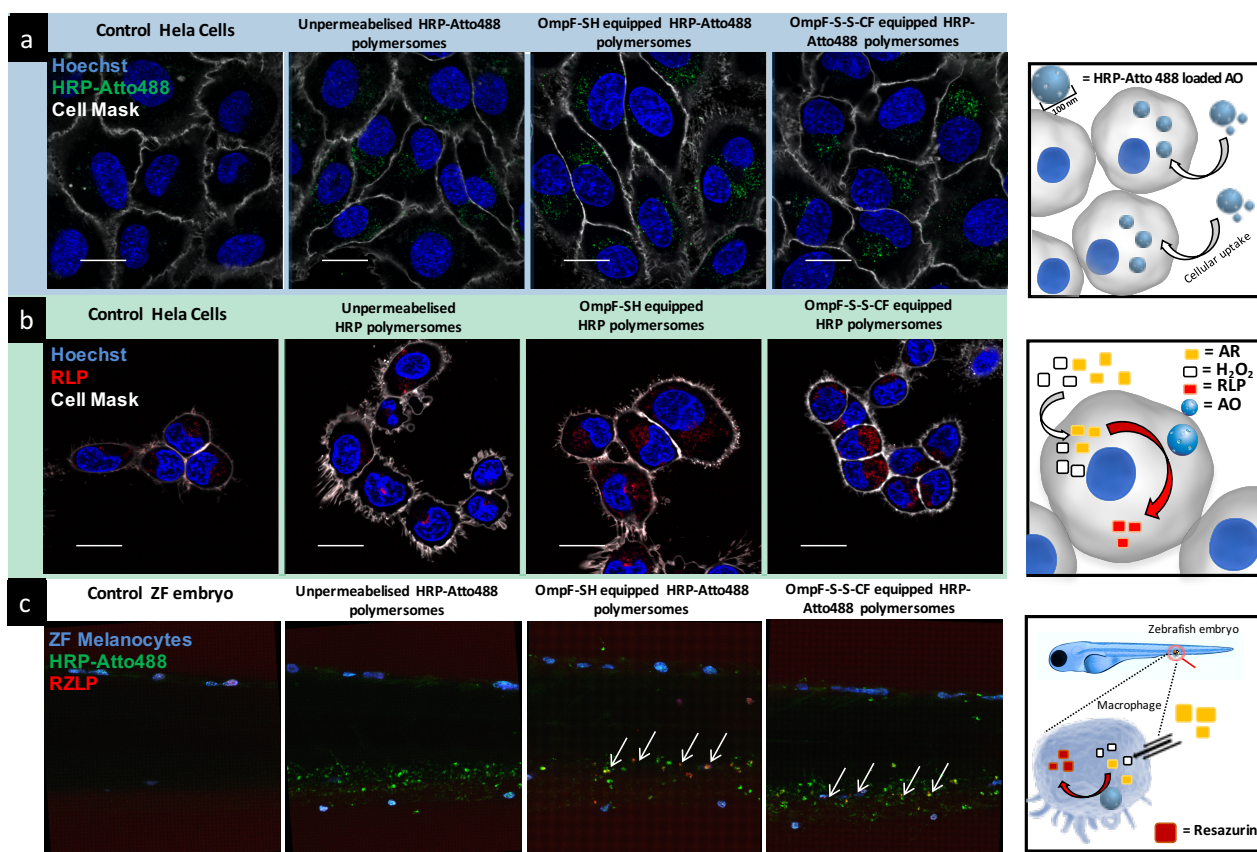 a
Control Hela Cells
Unpermeabelised HRP-Atto488
polymersomes
OmpF-SH equipped HRP-Atto488
polymersomes
OmpF-S-S-CF equipped HRP-
Atto488 polymersomes
Hoechst
HRP-Atto488
Cell Mask
= HRP-Atto 488 loaded AO
100 nm
Cellular uptake
b
Control Hela Cells
Unpermeabelised
HRP polymersomes
OmpF-SH equipped
HRP polymersomes
OmpF-S-S-CF equipped
HRP polymersomes
Hoechst
RLP
Cell Mask
= AR
= H₂O₂
= RLP
= AO
c
Control ZF embryo
Unpermeabelised HRP-Atto488
polymersomes
OmpF-SH equipped HRP-Atto488
polymersomes
OmpF-S-S-CF equipped HRP-
Atto488 polymersomes
ZF Melanocytes
HRP-Atto488
RZLP
Zebrafish embryo
Macrophage
= Resazurin